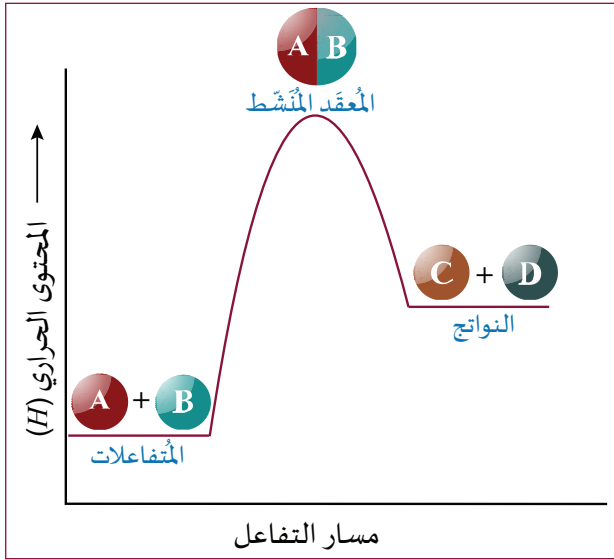 A B
المُعقَد المُنَشّط
C + D
النواتج
A + B
المُتفاعلات
المحتوى الحراري (H)
مسار التفاعل